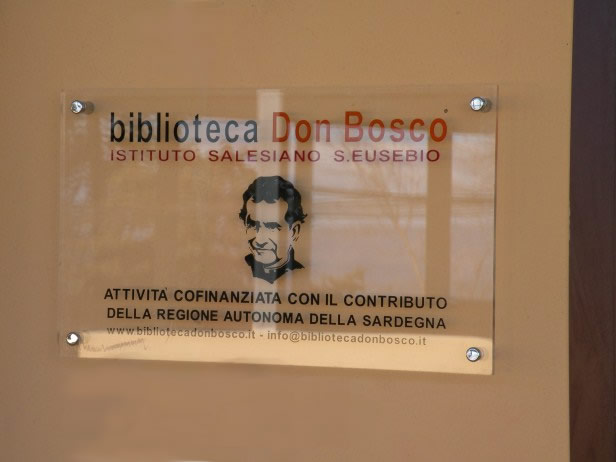 biblioteca Don Bosco
ISTITUTO SALESIANO S.EUSEBIO
ATTIVITÀ COFINANZIATA CON IL CONTRIBUTO
DELLA REGIONE AUTONOMA DELLA SARDEGNA
www.bibliotecadonbosco.it - info@bibliotecadonbosco.it